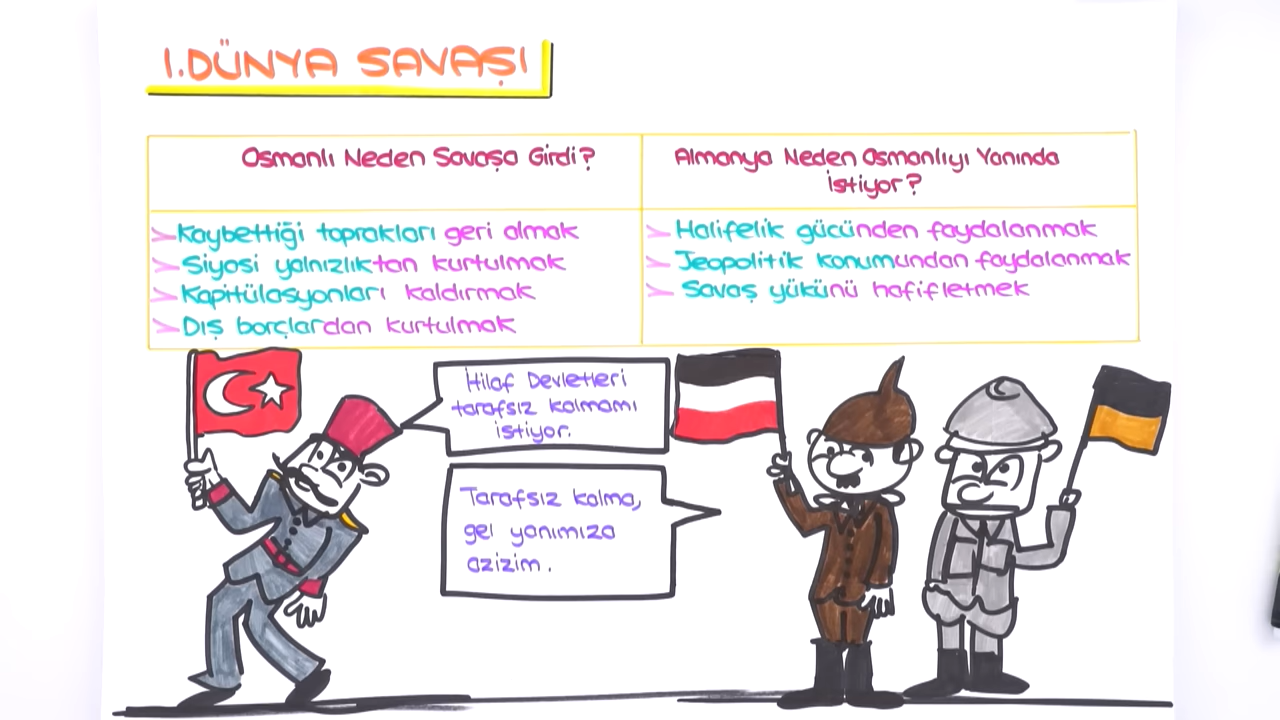 1.DÜNYA SAVAŞI
Osmanlı Neden Savaşa Girdi?
Almanya Neden Osmanlıyı Yanında
İstiyor?
➢Kaybettiği toprakları geri almak
➢Siyasi yalnızlıktan kurtulmak
➢Kapitülasyonları kaldırmak
➢Dış borçlardan kurtulmak
➢Halifelik gücünden faydalanmak
➢Jeopolitik konumundan faydalanmak
➢Savaş yükünü hafifletmek
İtilaf Devletleri
tarafsız kalmamı
istiyor.
Tarafsız kalma,
gel yanımıza
azizim.